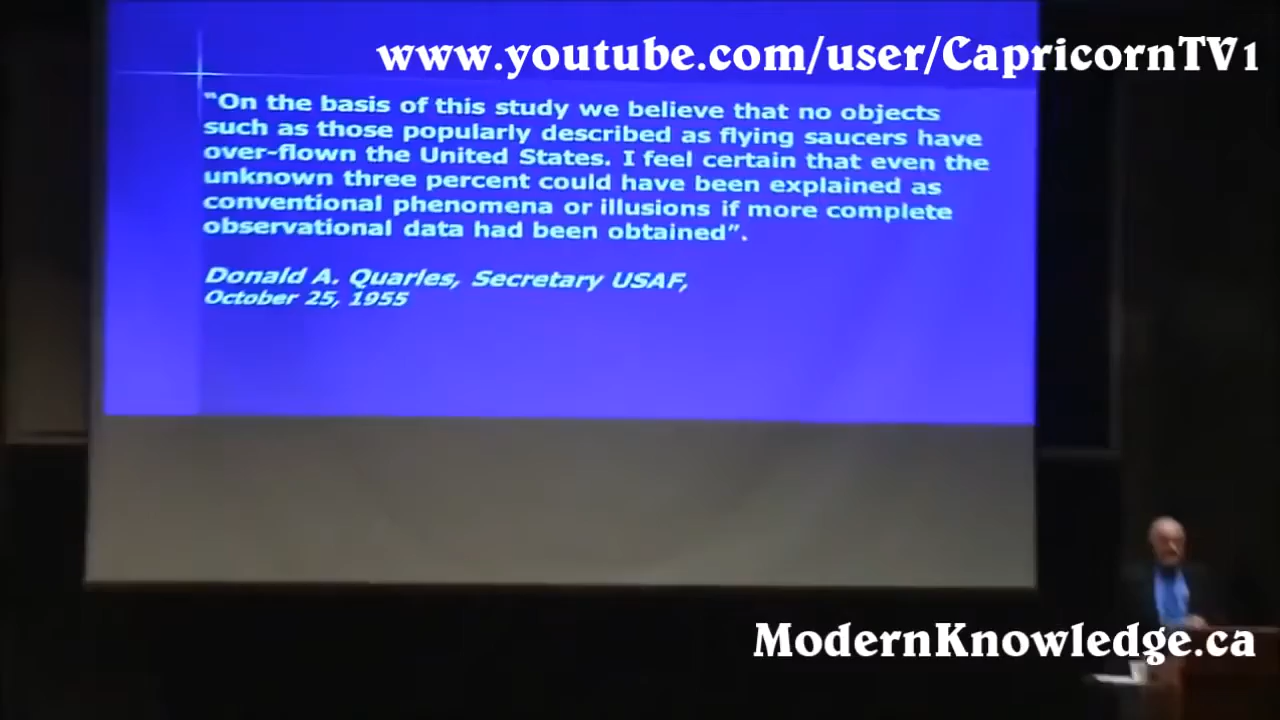 www.youtube.com/user/CapricornTV1
"On the basis of this study we believe that no objects
such as those popularly described as flying saucers have
over-flown the United States. I feel certain that even the
unknown three percent could have been explained as
conventional phenomena or illusions if more complete
observational data had been obtained”.
Donald A. Quarles, Secretary USAF,
October 25, 1955
ModernKnowledge.ca